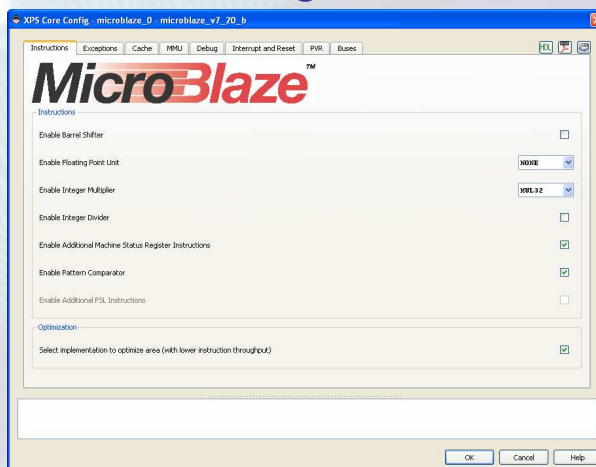 XPS Core Config - microblaze_0 - microblaze_v7_20_b
Instructions Exceptions Cache MMU Debug Interrupt and Reset PVR Buses
HDL
MicroBlaze™
Instructions
Enable Barrel Shifter
Enable Floating Point Unit NONE
Enable Integer Multiplier MUL32
Enable Integer Divider
Enable Additional Machine Status Register Instructions
Enable Pattern Comparator
Enable Additional FSL Instructions
Optimization
Select implementation to optimize area (with lower instruction throughput)
OK Cancel Help